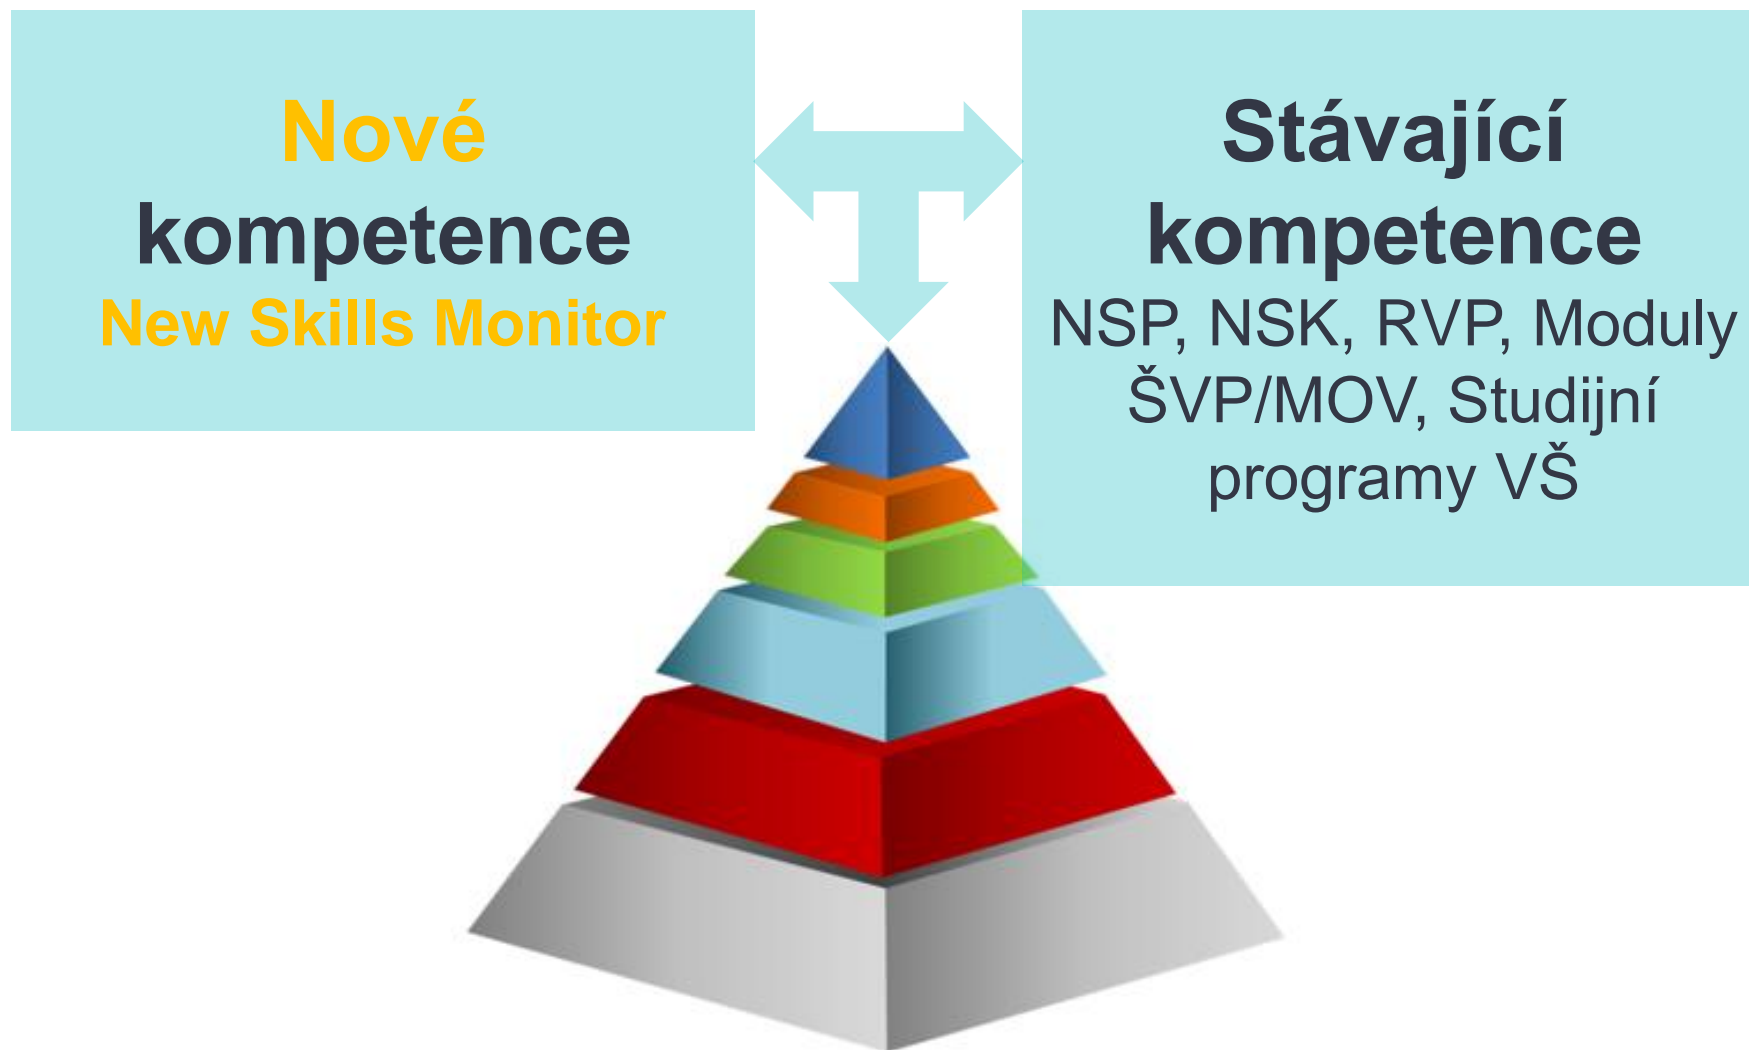 Nové
kompetence
New Skills Monitor
Stávající
kompetence
NSP, NSK, RVP, Moduly
ŠVP/MOV, Studijní
programy VŠ